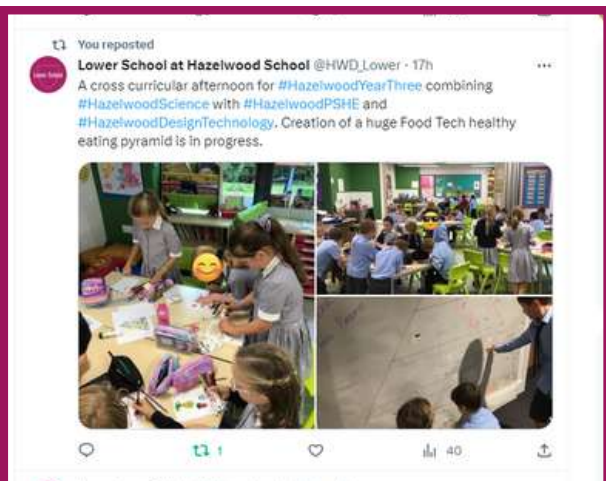 You reposted
Lower School at Hazelwood School @HWD_Lower · 17h
A cross curricular afternoon for #HazelwoodYearThree combining
#HazelwoodScience with #HazelwoodPSHE and
#HazelwoodDesignTechnology. Creation of a huge Food Tech healthy
eating pyramid is in progress.
1
40